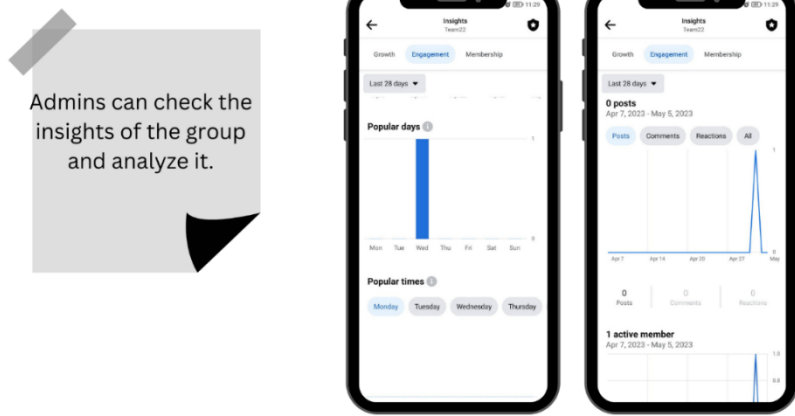 Admins can check the
insights of the group
and analyze it.
11:29
Insights
Team22
Growth Engagement Membership
Last 28 days
Popular days
1
0
Mon Tue Wed Thu Fri Sat Sun
Popular times
Monday Tuesday Wednesday Thursday
11:29
Insights
Team22
Growth Engagement Membership
Last 28 days
0 posts
Apr 7, 2023 - May 5, 2023
Posts Comments Reactions All
1
0
Apr 7 Apr 14 Apr 20 Apr 27 May
0 0 0
Posts Comments Reactions
1 active member
Apr 7, 2023 - May 5, 2023
1.0
0.8